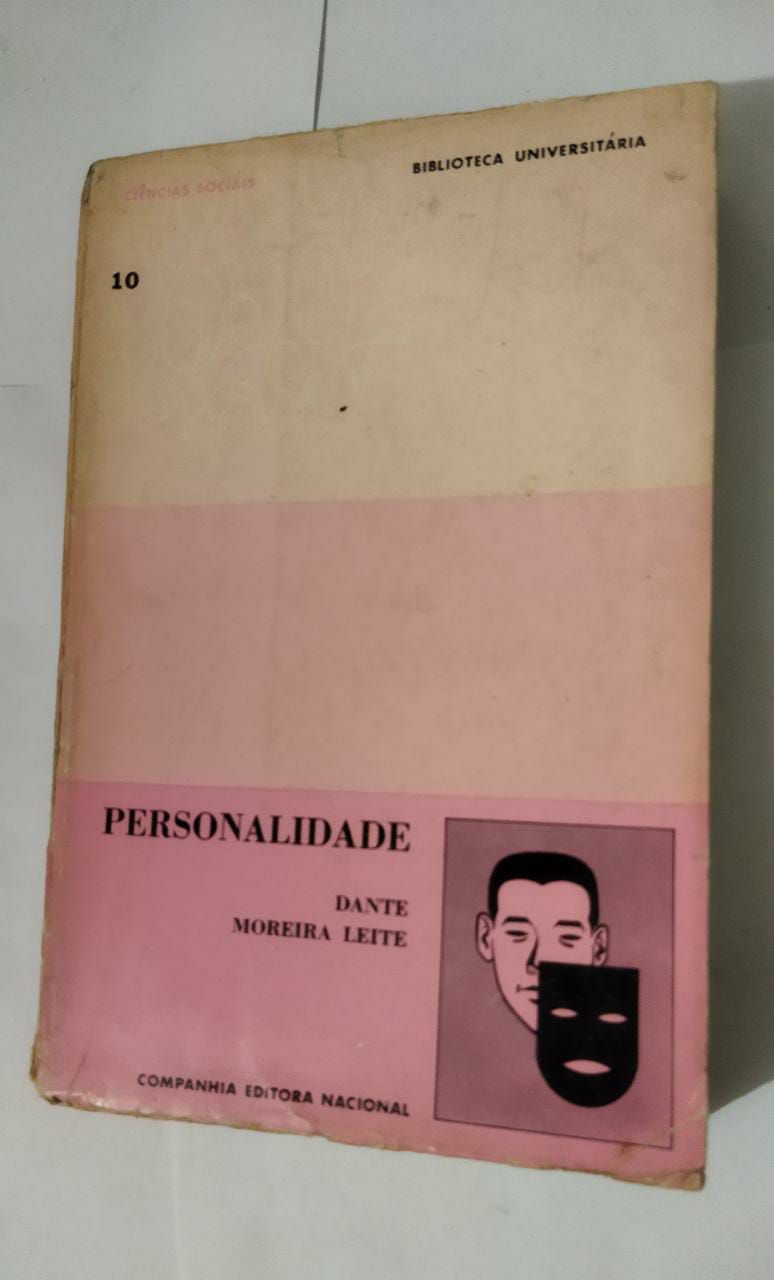 CIÊNCIAS SOCIAIS
BIBLIOTECA UNIVERSITÁRIA
10
PERSONALIDADE
DANTE
MOREIRA LEITE
COMPANHIA EDITORA NACIONAL